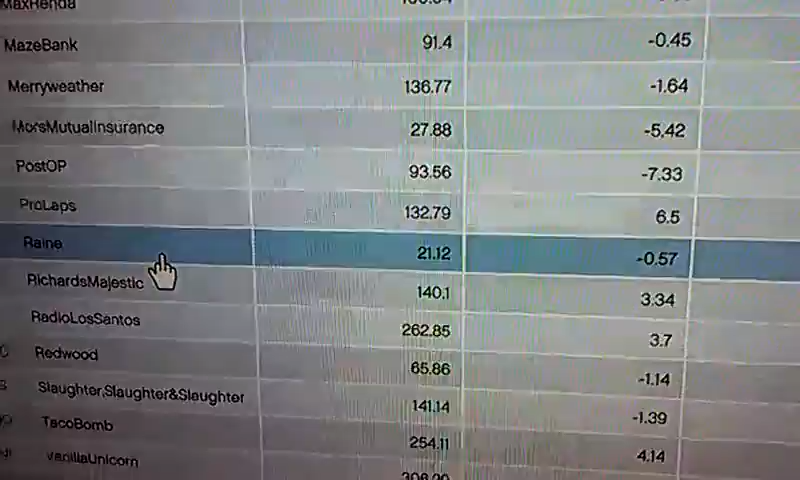 MaxRenda
MazeBank 91.4 -0.45
Merryweather 136.77 -1.64
MorsMutualInsurance 27.88 -5.42
PostOP 93.56 -7.33
ProLaps 132.79 6.5
Raine 21.12 -0.57
RichardsMajestic 140.1 3.34
RadioLosSantos 262.85 3.7
Redwood 65.86 -1.14
Slaughter,Slaughter&Slaughter 141.14 -1.39
TacoBomb 254.11 4.14
VanillaUnicorn